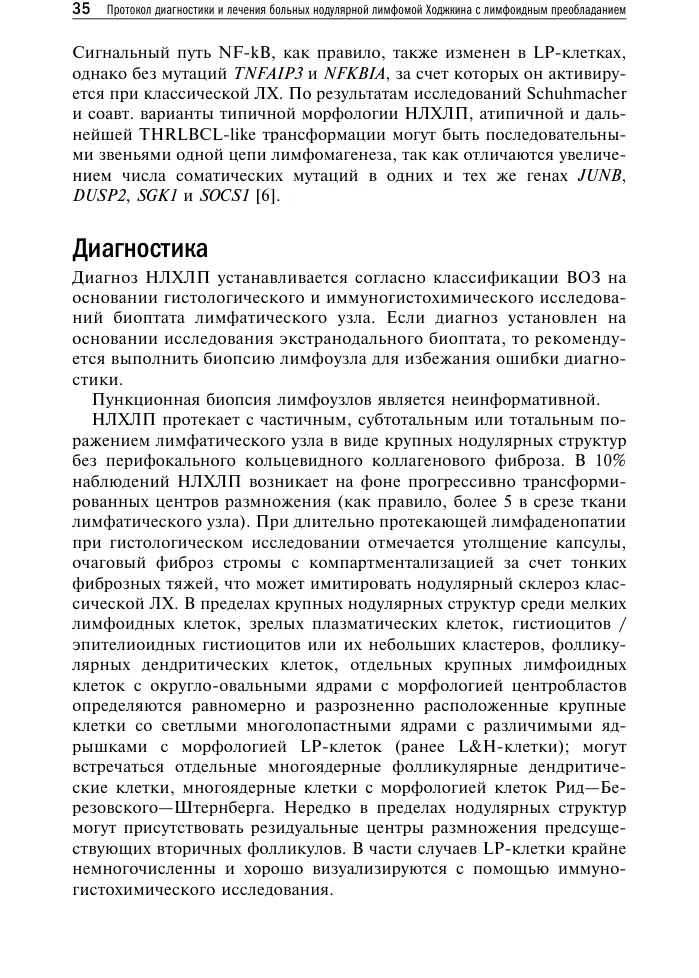 35 Протокол диагностики и лечения больных нодулярной лимфомой Ходжкина с лимфоидным преобладанием
Сигнальный путь NF-kB, как правило, также изменен в LP-клетках,
однако без мутаций TNFAIP3 и NFKBIA, за счет которых он активиру-
ется при классической ЛХ. По результатам исследований Schuhmacher
и соавт. варианты типичной морфологии НЛХЛП, атипичной и даль-
нейшей THRLBCL-like трансформации могут быть последовательны-
ми звеньями одной цепи лимфомагенеза, так как отличаются увеличе-
нием числа соматических мутаций в одних и тех же генах JUNB,
DUSP2, SGK1 и SOCS1 [6].
Диагностика
Диагноз НЛХЛП устанавливается согласно классификации ВОЗ на
основании гистологического и иммуногистохимического исследова-
ний биоптата лимфатического узла. Если диагноз установлен на
основании исследования экстранодального биоптата, то рекоменду-
ется выполнить биопсию лимфоузла для избежания ошибки диагно-
стики.
Пункционная биопсия лимфоузлов является неинформативной.
НЛХЛП протекает с частичным, субтотальным или тотальным по-
ражением лимфатического узла в виде крупных нодулярных структур
без перифокального кольцевидного коллагенового фиброза. В 10%
наблюдений НЛХЛП возникает на фоне прогрессивно трансформи-
рованных центров размножения (как правило, более 5 в срезе ткани
лимфатического узла). При длительно протекающей лимфаденопатии
при гистологическом исследовании отмечается утолщение капсулы,
очаговый фиброз стромы с компартментализацией за счет тонких
фиброзных тяжей, что может имитировать нодулярный склероз клас-
сической ЛХ. В пределах крупных нодулярных структур среди мелких
лимфоидных клеток, зрелых плазматических клеток, гистиоцитов /
эпителиоидных гистиоцитов или их небольших кластеров, фоллику-
лярных дендритических клеток, отдельных крупных лимфоидных
клеток с округло-овальными ядрами с морфологией центробластов
определяются равномерно и разрозненно расположенные крупные
клетки со светлыми многолопастными ядрами с различимыми яд-
рышками с морфологией LP-клеток (ранее L&H-клетки); могут
встречаться отдельные многоядерные фолликулярные дендритиче-
ские клетки, многоядерные клетки с морфологией клеток Рид—Бе-
резовского—Штернберга. Нередко в пределах нодулярных структур
могут присутствовать резидуальные центры размножения предсуще-
ствующих вторичных фолликулов. В части случаев LP-клетки крайне
немногочисленны и хорошо визуализируются с помощью иммуно-
гистохимического исследования.